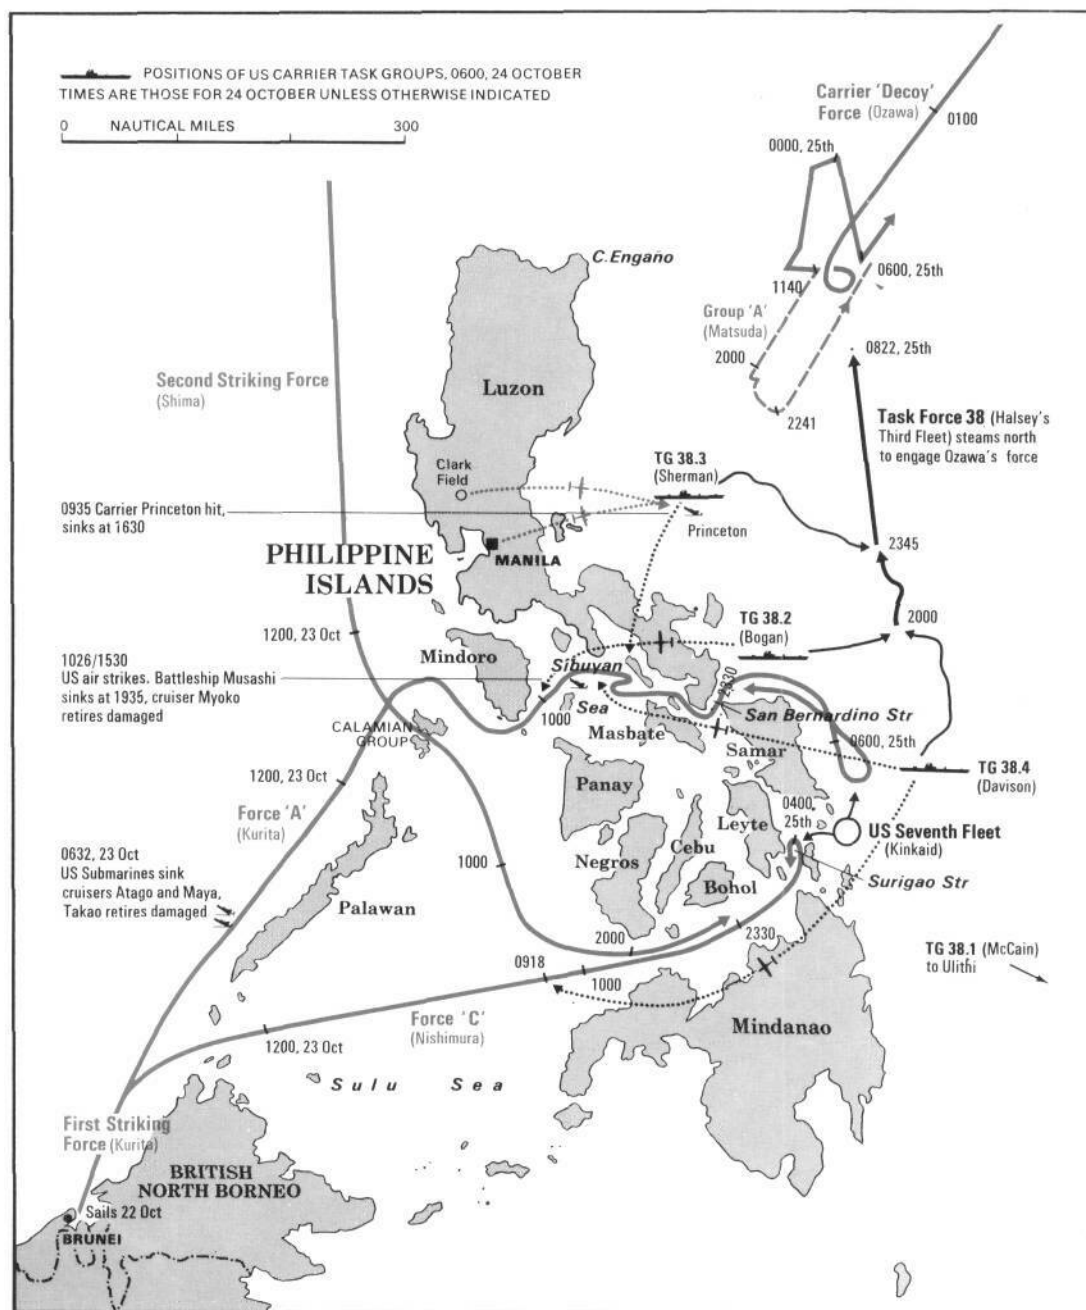 POSITIONS OF US CARRIER TASK GROUPS, 0600, 24 OCTOBER
TIMES ARE THOSE FOR 24 OCTOBER UNLESS OTHERWISE INDICATED
0 NAUTICAL MILES 300
Carrier 'Decoy'
Force (Ozawa)
0100
0000, 25th
C. Engaño
1140
0600, 25th
Group 'A'
(Matsuda)
2000
0822, 25th
2241
Second Striking Force
(Shima)
Luzon
Task Force 38 (Halsey's
Third Fleet) steams north
to engage Ozawa's force
TG 38.3
(Sherman)
Clark
Field
0935 Carrier Princeton hit,
sinks at 1630
Princeton
PHILIPPINE
ISLANDS
MANILA
2345
1200, 23 Oct
TG 38.2
(Bogan)
2000
Mindoro
1026/1530
US air strikes. Battleship Musashi
sinks at 1935, cruiser Myoko
retires damaged
Sibuyan
Sea
2330
1000
San Bernardino Str
CALAMIAN
GROUP
Masbate
Samar
0600, 25th
1200, 23 Oct
TG 38.4
(Davison)
Force 'A'
(Kurita)
Panay
0400,
25th
Leyte
US Seventh Fleet
(Kinkaid)
0632, 23 Oct
US Submarines sink
cruisers Atago and Maya,
Takao retires damaged
1000
Negros
Cebu
Bohol
Surigao Str
Palawan
2000
2330
0918
1000
TG 38.1 (McCain)
to Ulithi
Force 'C'
(Nishimura)
1200, 23 Oct
Mindanao
Sulu Sea
First Striking
Force (Kurita)
BRITISH
NORTH BORNEO
Sails 22 Oct
BRUNEI